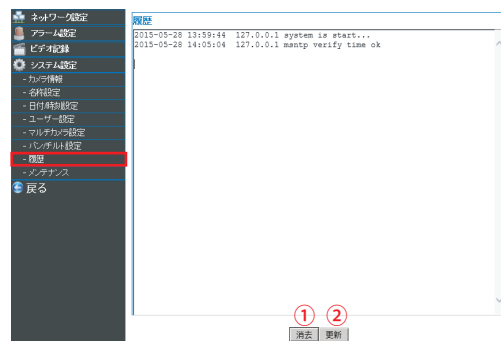 ネットワーク設定
アラーム設定
ビデオ記録
システム設定
- カメラ情報
- 名称設定
- 日付/時刻設定
- ユーザー設定
- マルチカメラ設定
- パン/チルト設定
- 履歴
- メンテナンス
戻る
履歴
2015-05-28 13:59:44 127.0.0.1 system is start...
2015-05-28 14:05:04 127.0.0.1 msntp verify time ok
① ②
消去 更新